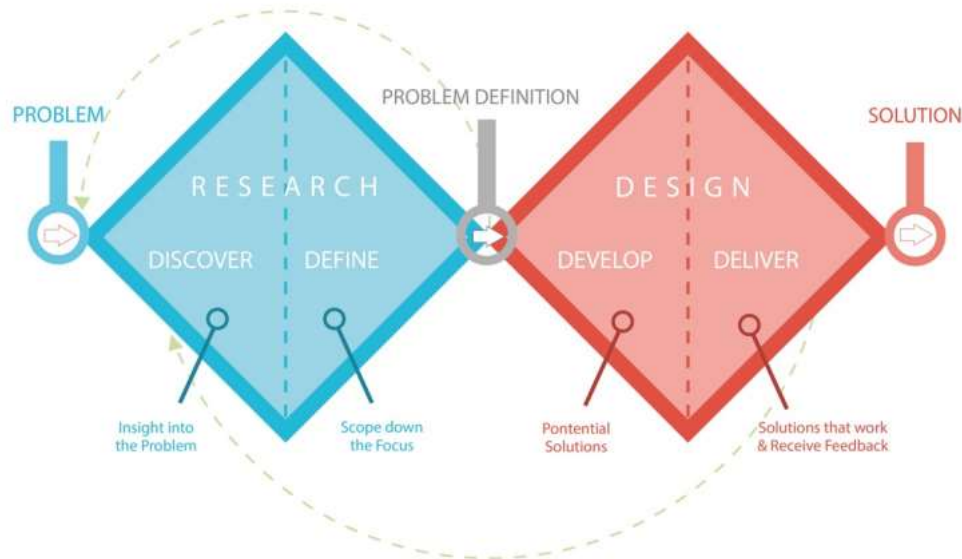 PROBLEM
PROBLEM DEFINITION
SOLUTION
RESEARCH
DESIGN
DISCOVER
DEFINE
DEVELOP
DELIVER
Insight into
the Problem
Scope down
the Focus
Pontential
Solutions
Solutions that work
& Receive Feedback